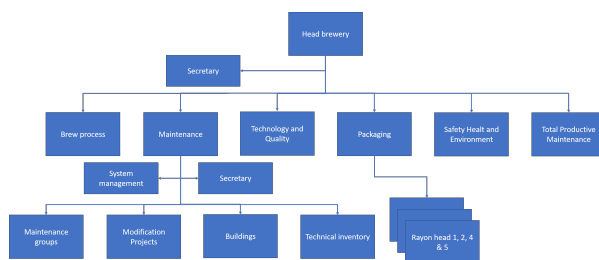 Head brewery
Secretary
Brew process
Maintenance
Technology and
Quality
Packaging
Safety Healt and
Environment
Total Productive
Maintenance
System
management
Secretary
Maintenance
groups
Modification
Projects
Buildings
Technical inventory
Rayon head 1, 2, 4
& 5